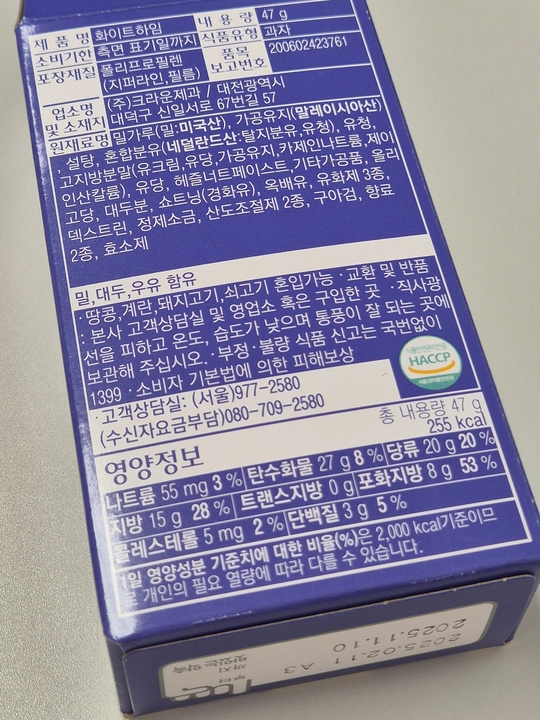 제 품 명 화이트하임 내 용 량 47 g
소비기한 측면 표기일까지 식품유형 과자
포장재질 폴리프로필렌 (지퍼라인,필름) 품목보고번호 200602423761
업소명 및 소재지 (주)크라운제과 / 대전광역시
대덕구 신일서로 67번길 57
원재료명 밀가루(밀:미국산), 가공유지(말레이시아산)
, 설탕, 혼합분유(네덜란드산:탈지분유,유청), 유청,
고지방분말(유크림,유당,가공유지,카제인나트륨,제이
인산칼륨), 유당, 헤즐너트페이스트,기타가공품, 올리
고당, 대두분, 쇼트닝(경화유), 옥배유, 유화제 3종,
덱스트린, 정제소금, 산도조절제 2종, 구아검, 향료
2종, 효소제
밀,대두,우유 함유
· 땅콩,계란,돼지고기,쇠고기 혼입가능 · 교환 및 반품
: 본사 고객상담실 및 영업소 혹은 구입한 곳 · 직사광
선을 피하고 온도, 습도가 낮으며 통풍이 잘 되는 곳에
보관해 주십시오. · 부정 · 불량 식품 신고는 국번없이
1399 · 소비자 기본법에 의한 피해보상
·고객상담실: (서울)977-2580
(수신자요금부담)080-709-2580
HACCP
총 내용량 47 g
255 kcal
영양정보
나트륨 55 mg 3 % 탄수화물 27 g 8 % 당류 20 g 20 %
지방 15 g 28 % 트랜스지방 0 g 포화지방 8 g 53 %
콜레스테롤 5 mg 2 % 단백질 3 g 5 %
1일 영양성분 기준치에 대한 비율(%)은 2,000 kcal기준이므
로 개인의 필요 열량에 따라 다를 수 있습니다.
맛있는 약속
부터
까지
2025.02.11 A3
2025.11.10